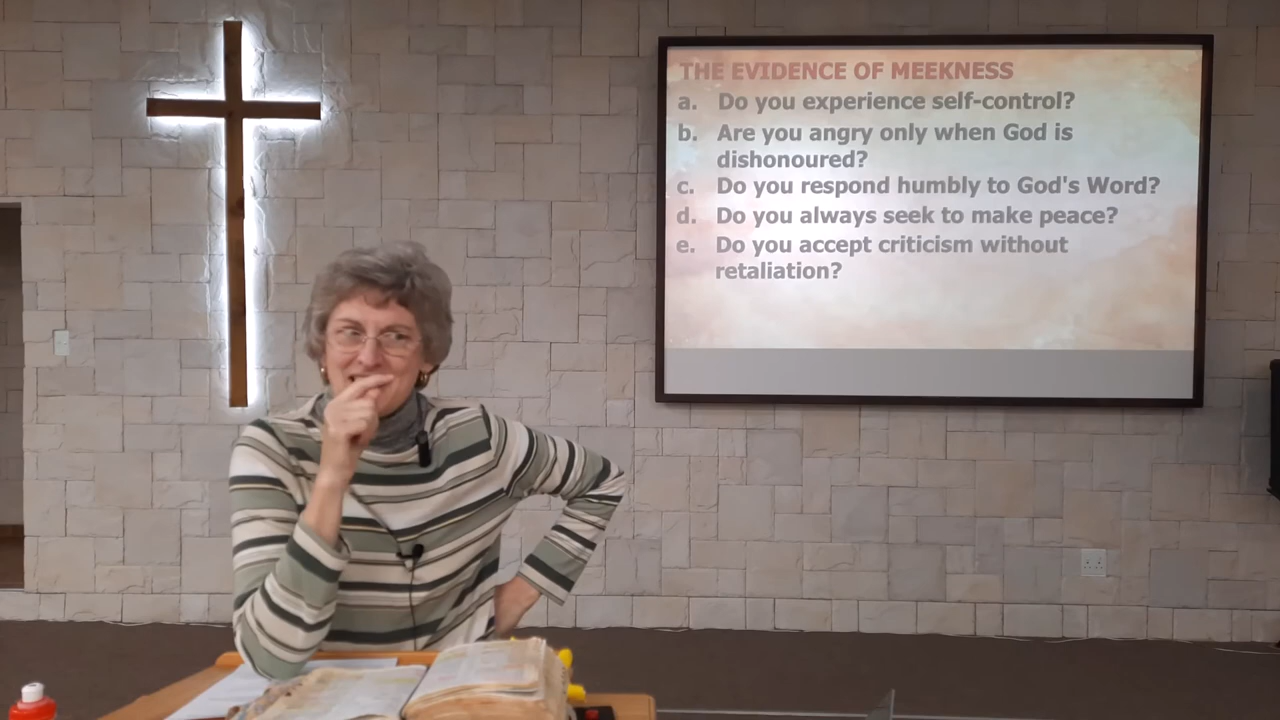 THE EVIDENCE OF MEEKNESS
a. Do you experience self-control?
b. Are you angry only when God is
dishonoured?
c. Do you respond humbly to God's Word?
d. Do you always seek to make peace?
e. Do you accept criticism without
retaliation?